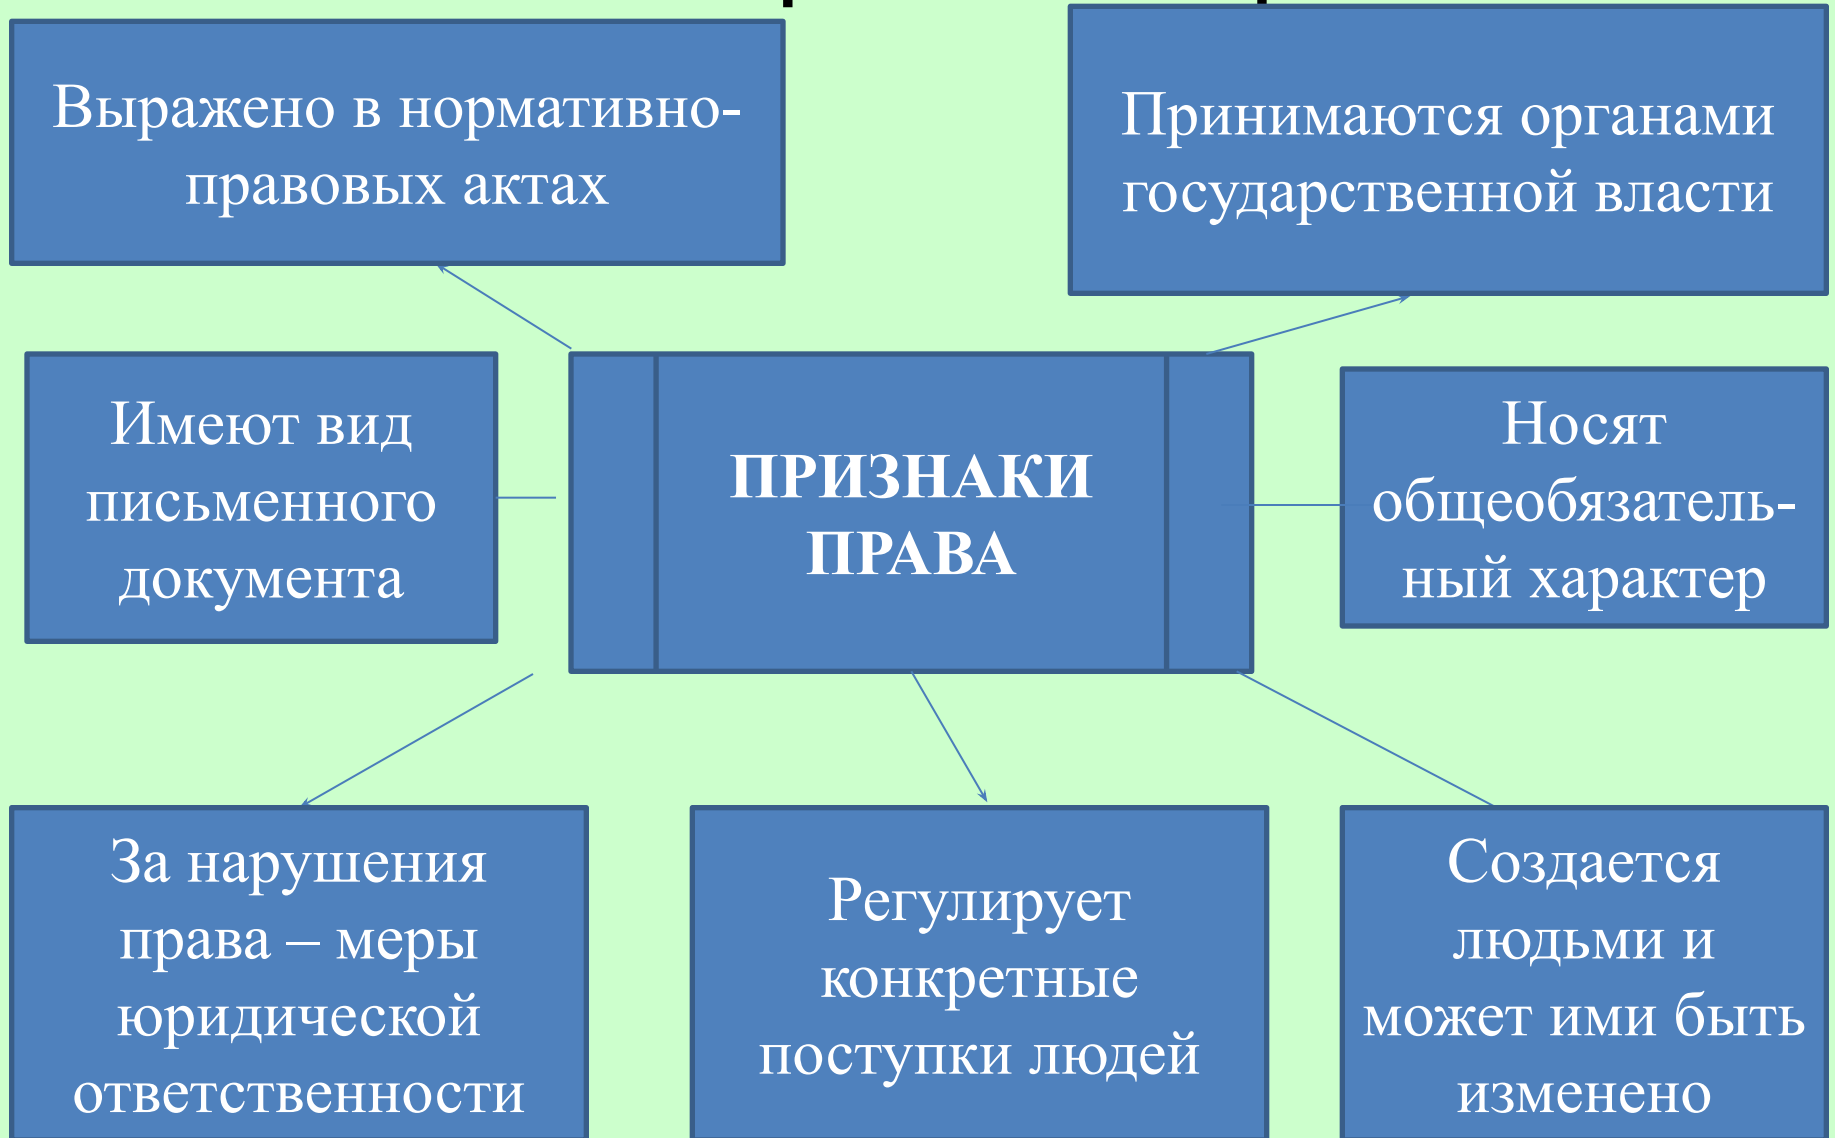 Выражено в нормативно-
правовых актах
Принимаются органами
государственной власти
Имеют вид
письменного
документа
ПРИЗНАКИ
ПРАВА
Носят
общеобязатель-
ный характер
За нарушения
права – меры
юридической
ответственности
Регулирует
конкретные
поступки людей
Создается
людьми и
может ими быть
изменено